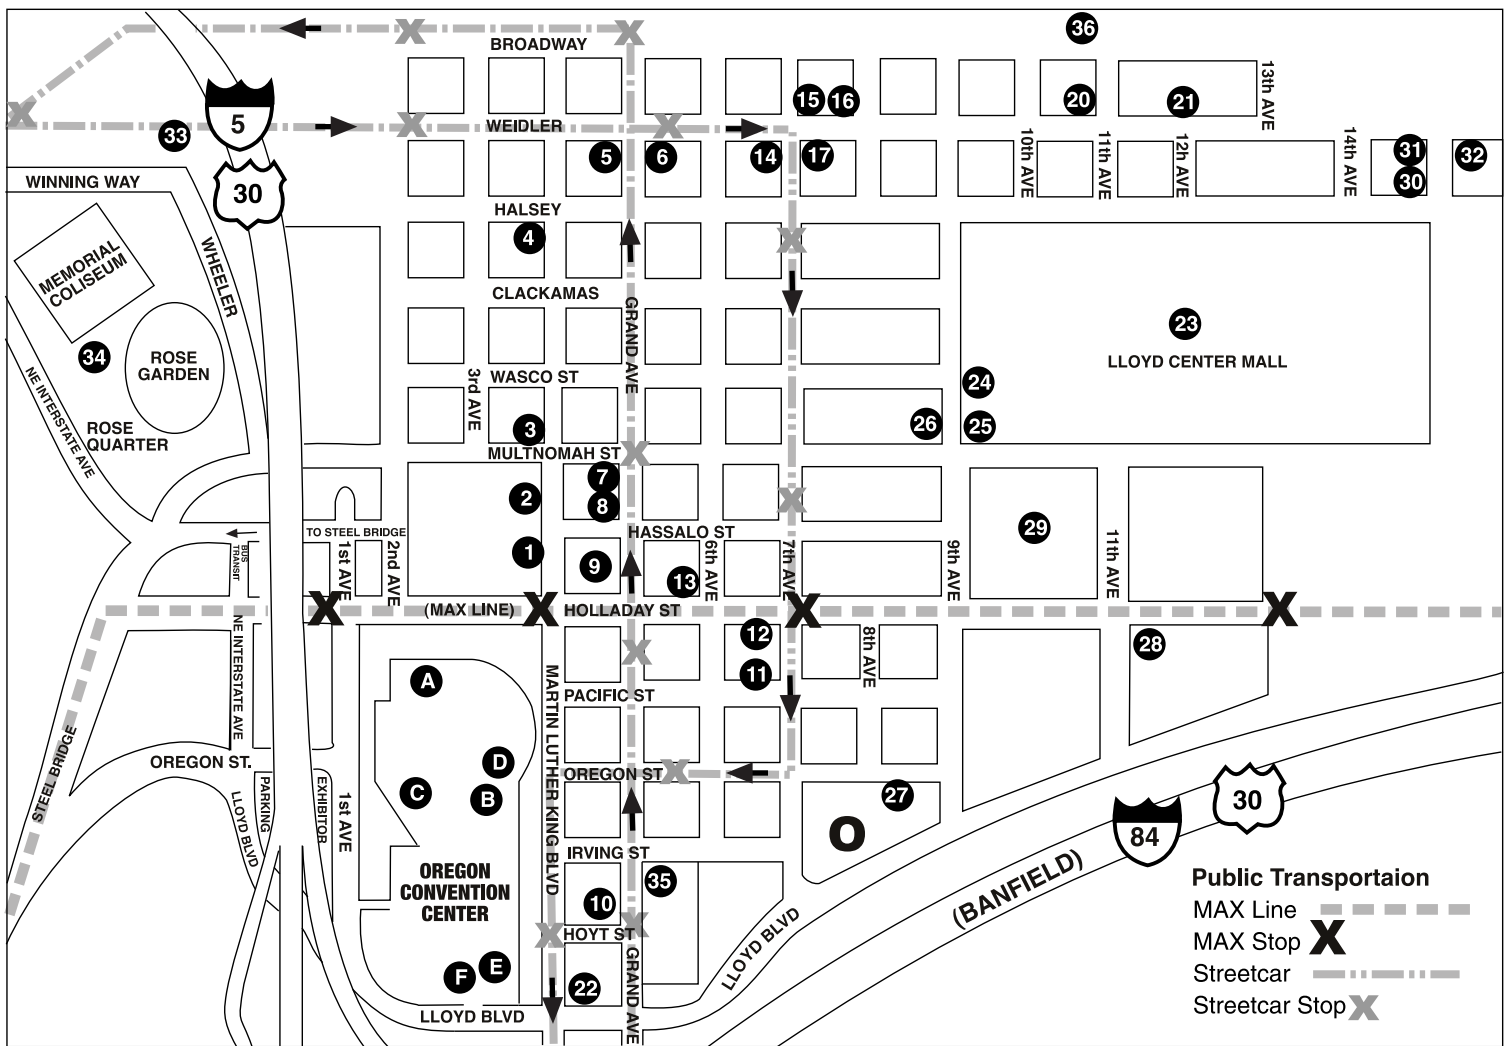 BROADWAY
36
5
33
15
16
20
21
13th AVE
WEIDLER
30
WINNING WAY
5
6
14
17
10th AVE
11th AVE
12h AVE
14th AVE
31
30
32
HALSEY
4
MEMORIAL
COLISEUM
WHEELER
CLACKAMAS
GRAND AVE
23
LLOYD CENTER MALL
34
ROSE
GARDEN
NE INTERSTATE AVE
ROSE
QUARTER
3rd AVE
WASCO ST
3
24
25
26
MULTNOMAH ST
2
7
8
HASSALO ST
TO STEEL BRIDGE
BUS
TRANSIT
1st AVE
2nd AVE
1
9
13
6th AVE
7th AVE
9th AVE
29
11th AVE
(MAX LINE)
HOLLADAY ST
NE INTERSTATE AVE
12
11
8th AVE
28
A
MARTIN LUTHER KING BLVD
PACIFIC ST
STEEL BRIDGE
OREGON ST.
D
C
B
OREGON ST
27
O
PARKING
LLOYD BLVD
EXHIBITOR
1st AVE
IRVING ST
OREGON
CONVENTION
CENTER
35
10
HOYT ST
GRAND AVE
LLOYD BLVD
F
E
22
LLOYD BLVD
(BANFIELD)
84
30
Public Transportaion
MAX Line
MAX Stop
Streetcar
Streetcar Stop